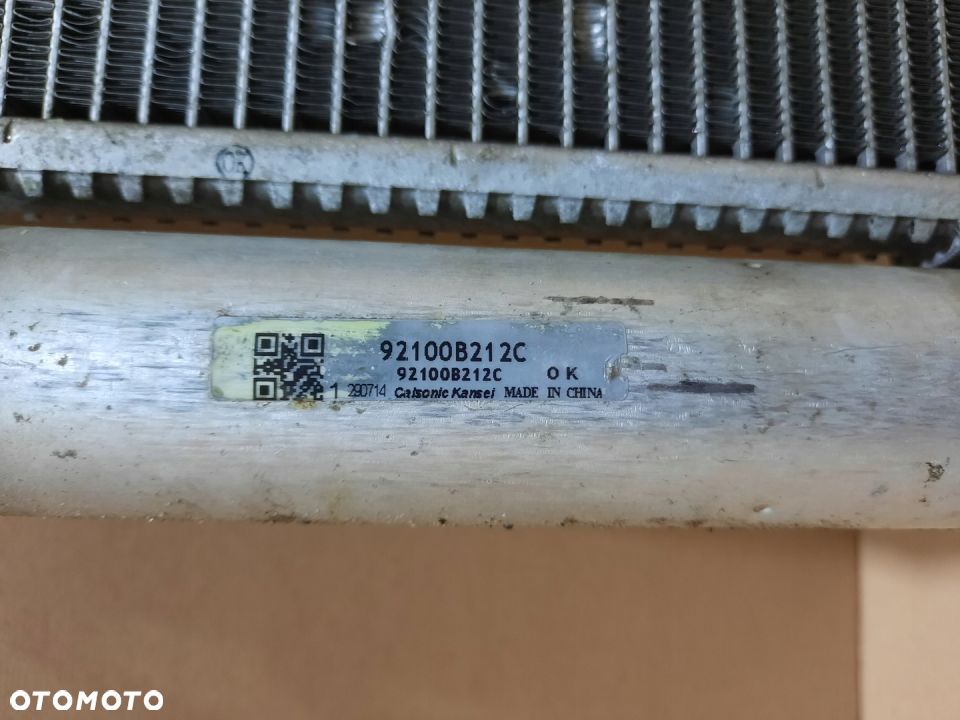 92100B212C
92100B212C OK
1 290714 Calsonic Kansei MADE IN CHINA
OTOMOTO